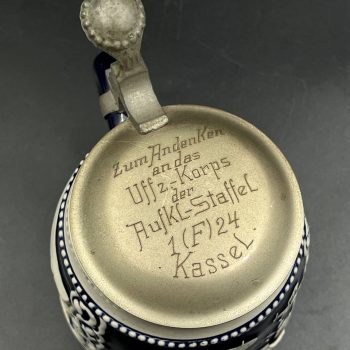 Zum Andenken
an das
Uffz.-Korps
der
Aufkl.-Staffel
1(F)24
Kassel.